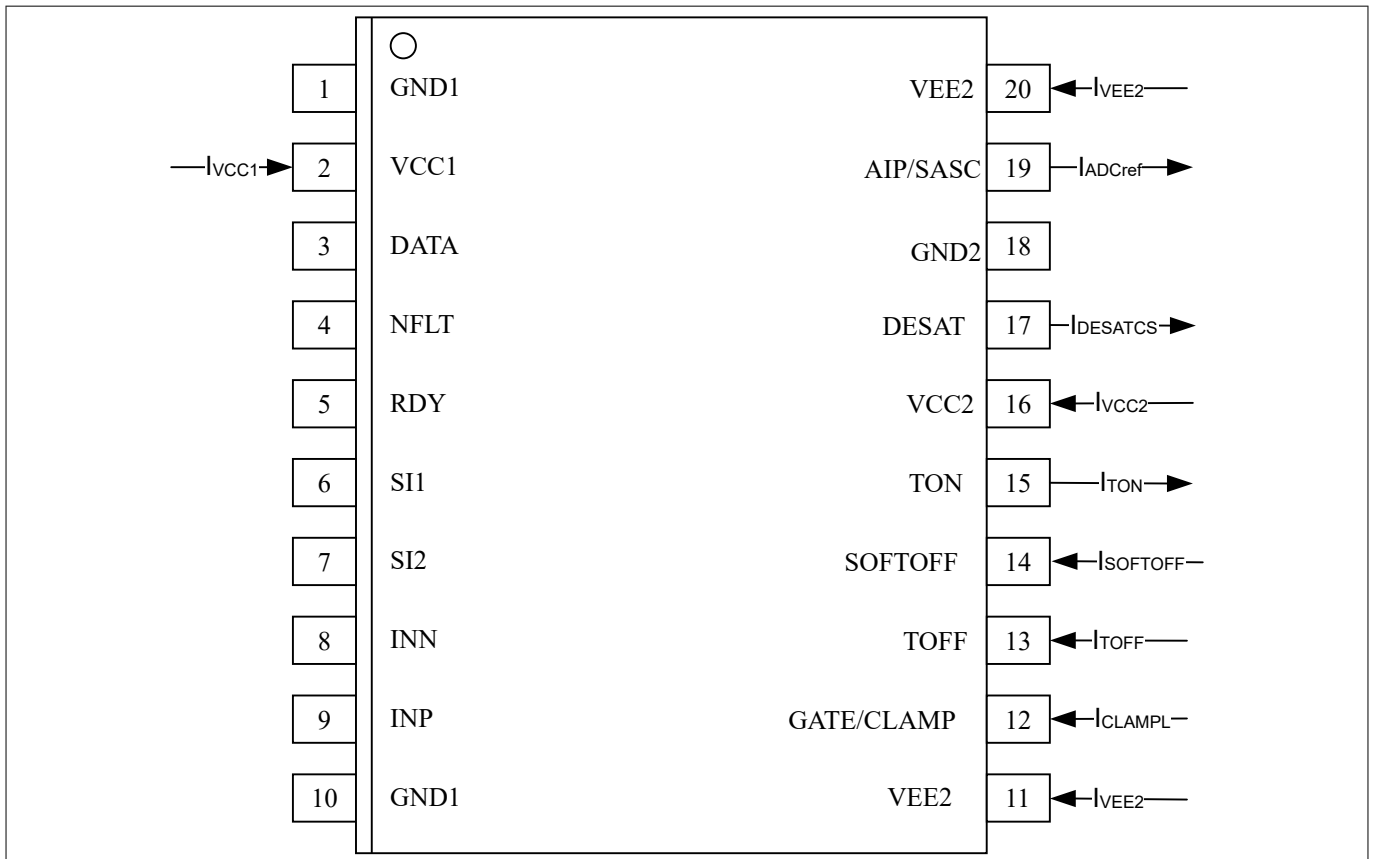 1 GND1 VEE2 20 IVEE2
IVCC1 2 VCC1 AIP/SASC 19 IADCref
3 DATA GND2 18
4 NFLT DESAT 17 IDESATCS
5 RDY VCC2 16 IVCC2
6 SI1 TON 15 ITON
7 SI2 SOFTOFF 14 ISOFTOFF
8 INN TOFF 13 ITOFF
9 INP GATE/CLAMP 12 ICLAMPL
10 GND1 VEE2 11 IVEE2